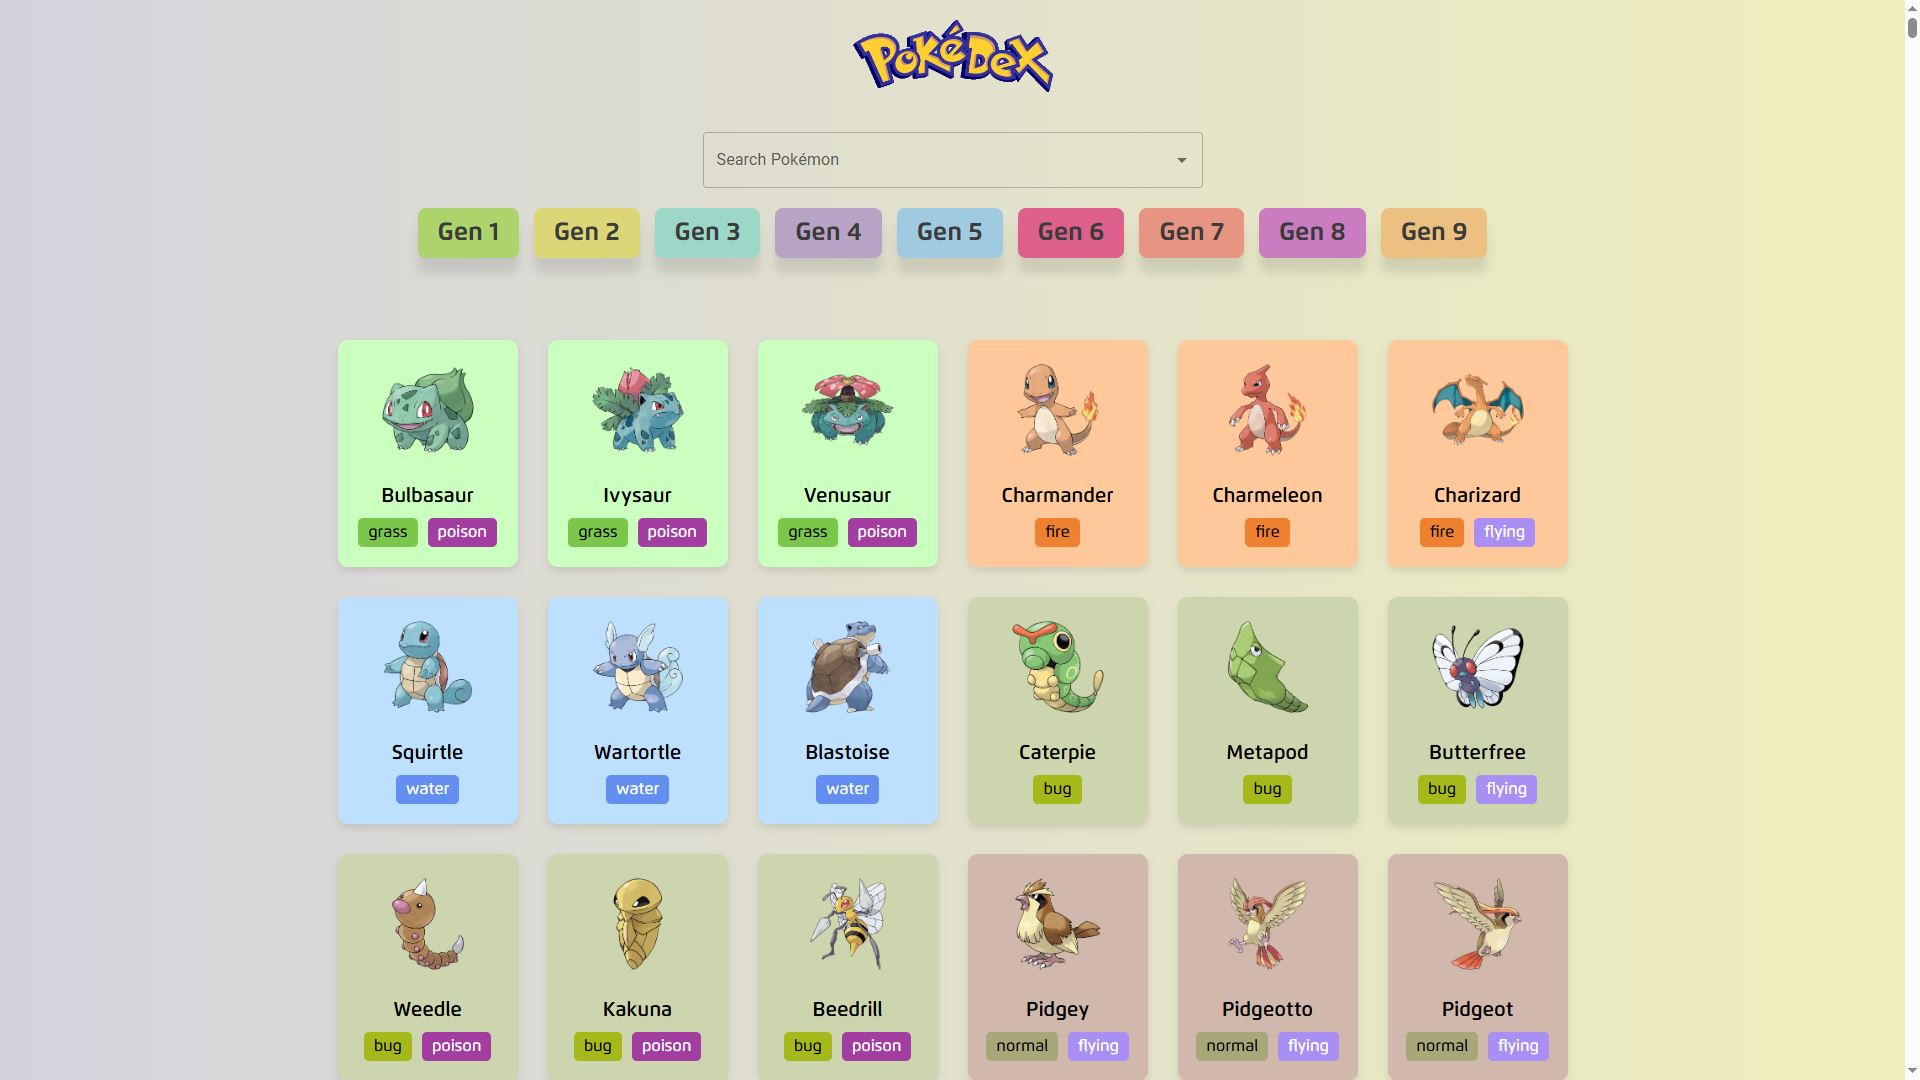 PokéDex
Search Pokémon
Gen 1 Gen 2 Gen 3 Gen 4 Gen 5 Gen 6 Gen 7 Gen 8 Gen 9
Bulbasaur Ivysaur Venusaur Charmander Charmeleon Charizard
grass poison grass poison grass poison fire fire fire flying
Squirtle Wartortle Blastoise Caterpie Metapod Butterfree
water water water bug bug bug flying
Weedle Kakuna Beedrill Pidgey Pidgeotto Pidgeot
bug poison bug poison bug poison normal flying normal flying normal flying